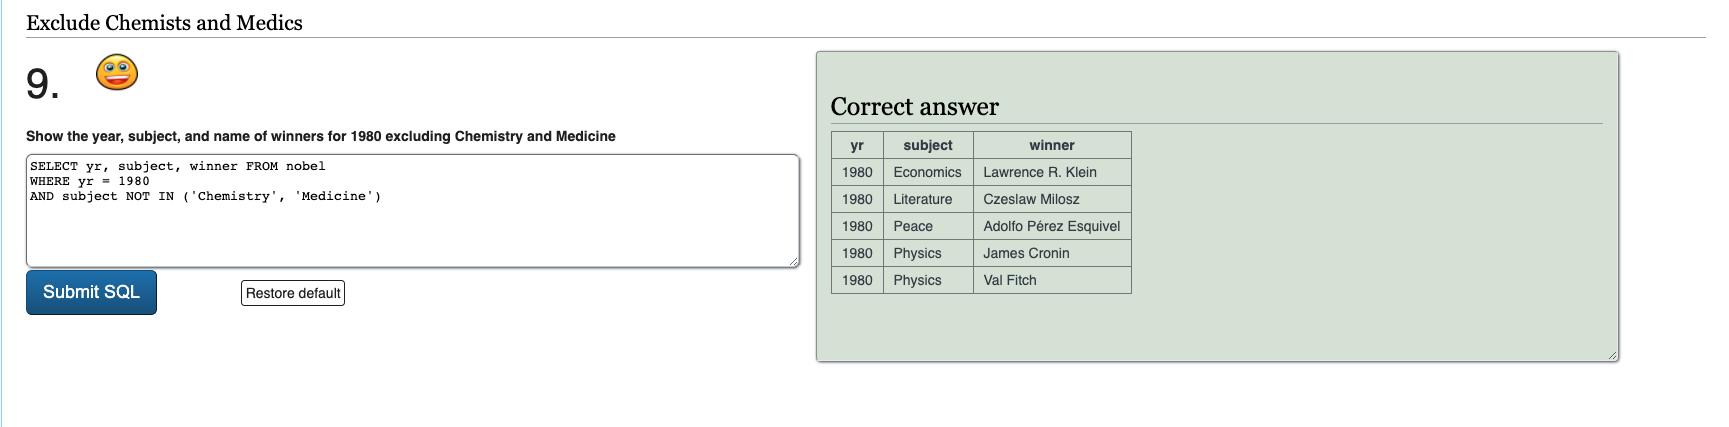 Exclude Chemists and Medics
9.
Show the year, subject, and name of winners for 1980 excluding Chemistry and Medicine
SELECT yr, subject, winner FROM nobel
WHERE yr = 1980
AND subject NOT IN ('Chemistry', 'Medicine')
Submit SQL
Restore default
Correct answer
yr subject winner
1980 Economics Lawrence R. Klein
1980 Literature Czeslaw Milosz
1980 Peace Adolfo Pérez Esquivel
1980 Physics James Cronin
1980 Physics Val Fitch